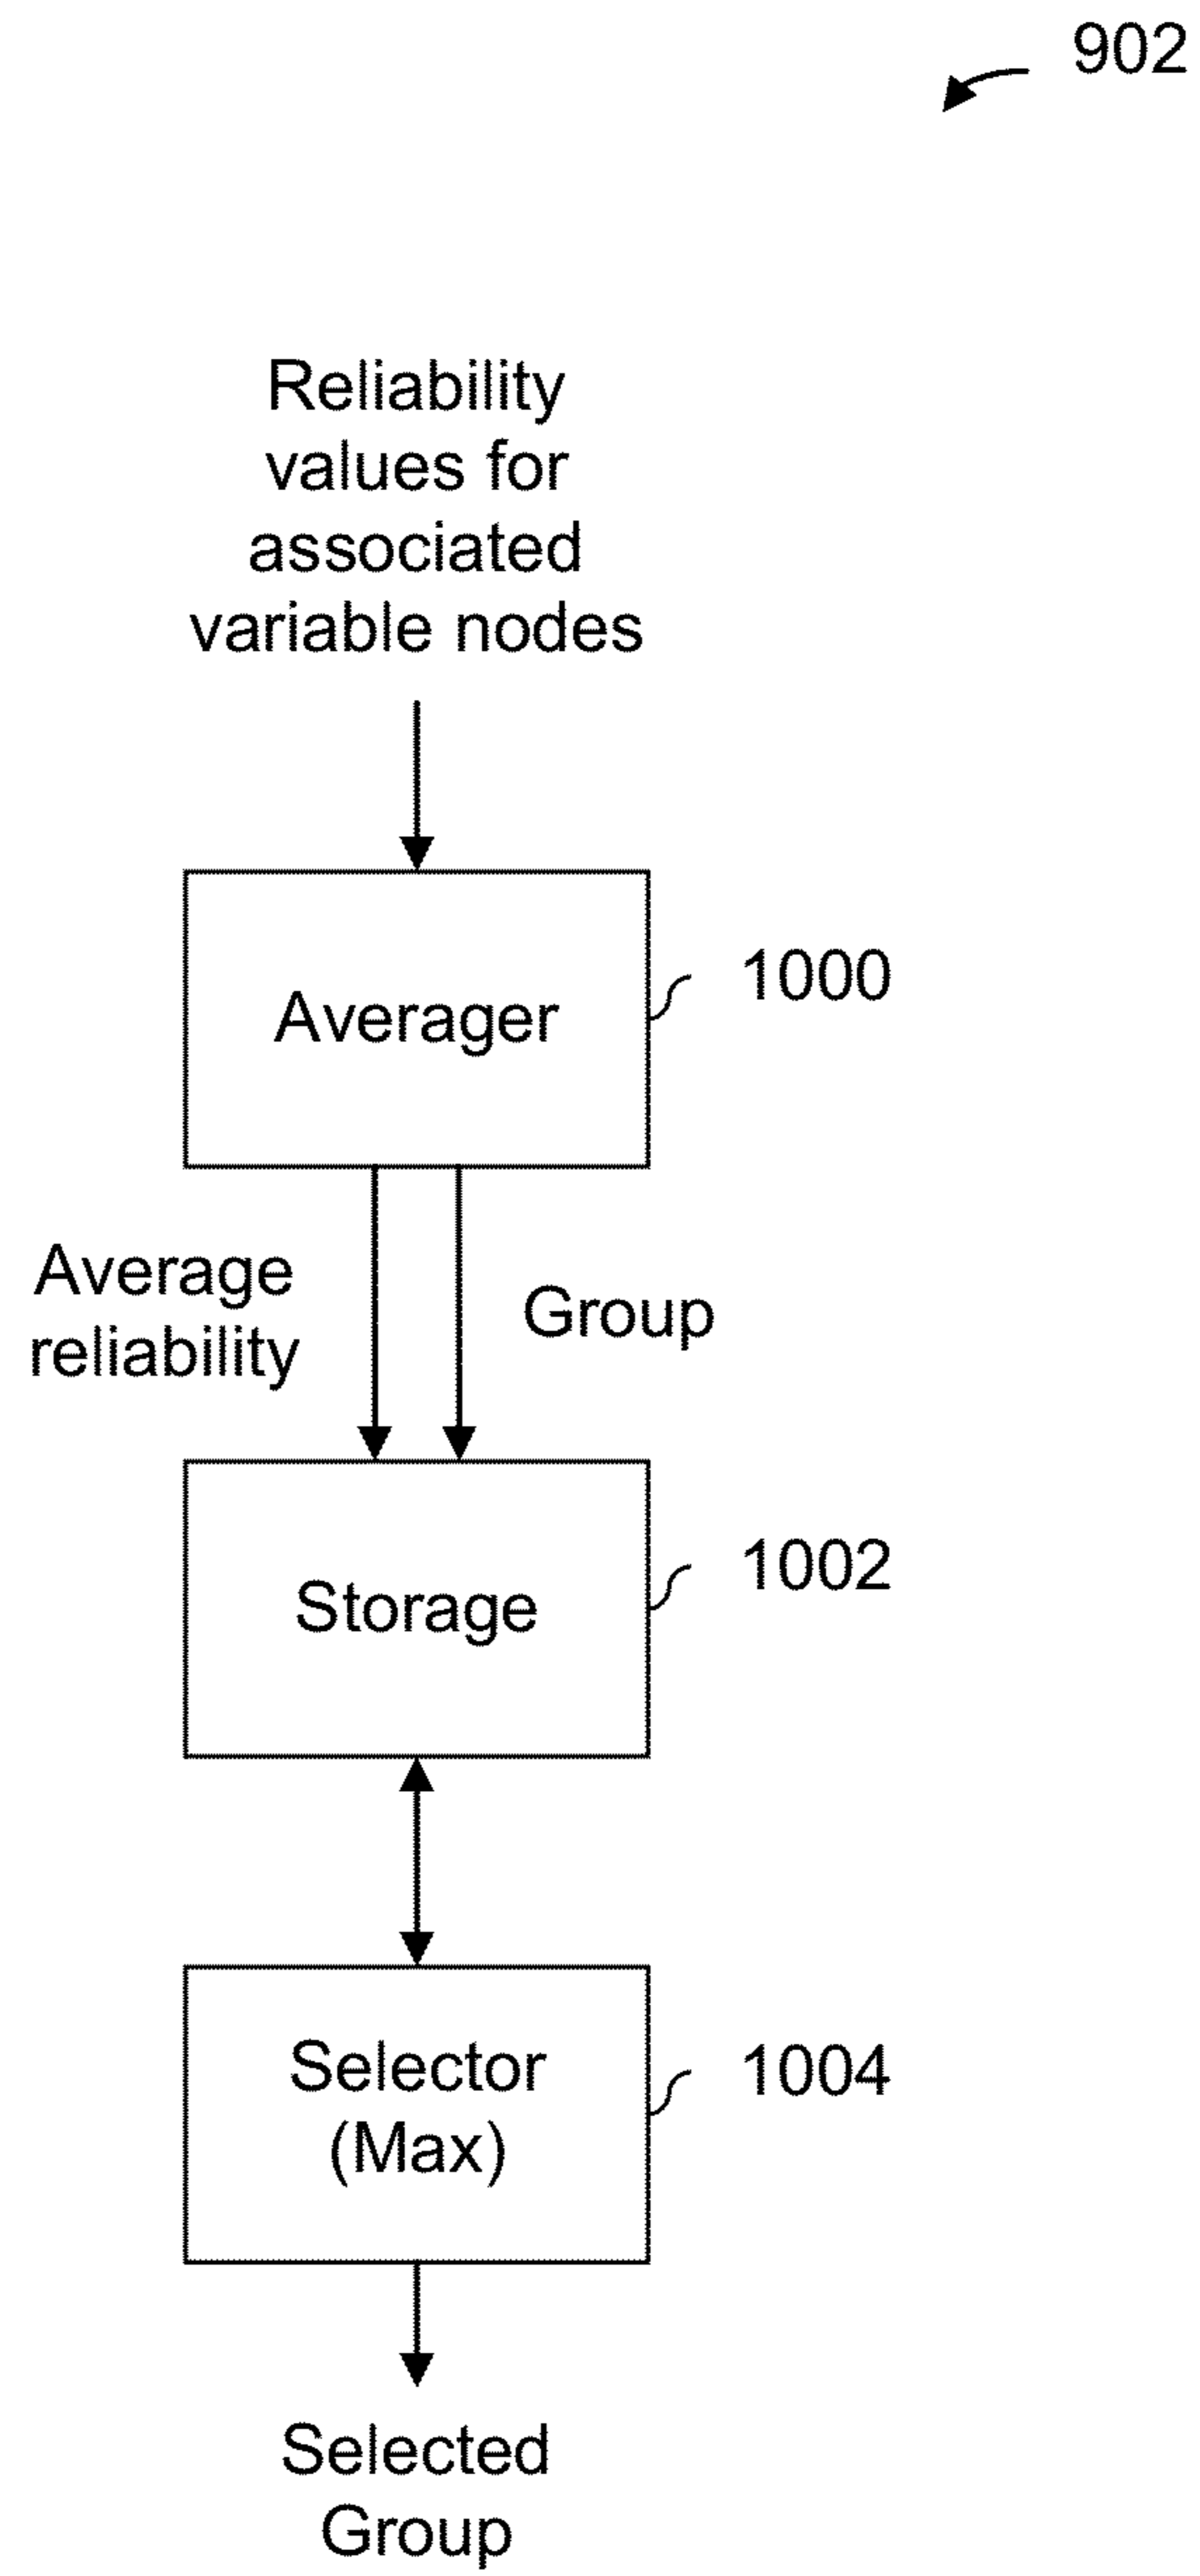 902
Reliability
values for
associated
variable nodes
Averager
1000
Average
reliability
Group
Storage
1002
Selector
(Max)
1004
Selected
Group